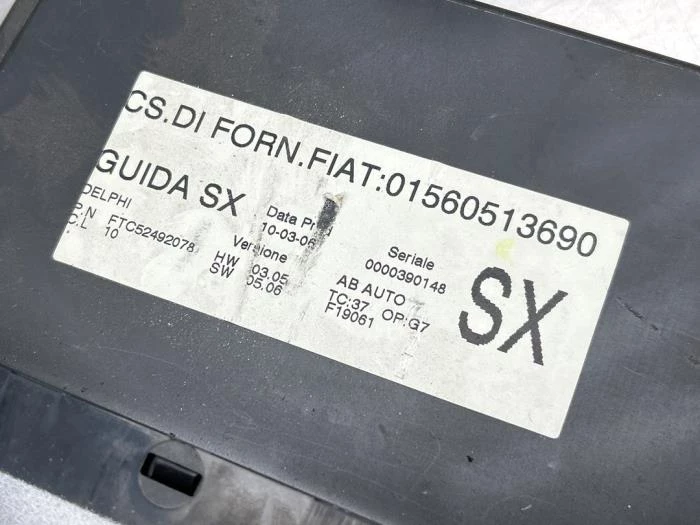 CS.DI FORN.FIAT:01560513690
GUIDA SX
DELPHI
P.N FTC52492078
C.L 10
Data Pr
10-03-06
Versione
HW 03.05
SW 05.06
Seriale
0000390148
AB AUTO
TC:37 OP:G7
F19061
SX